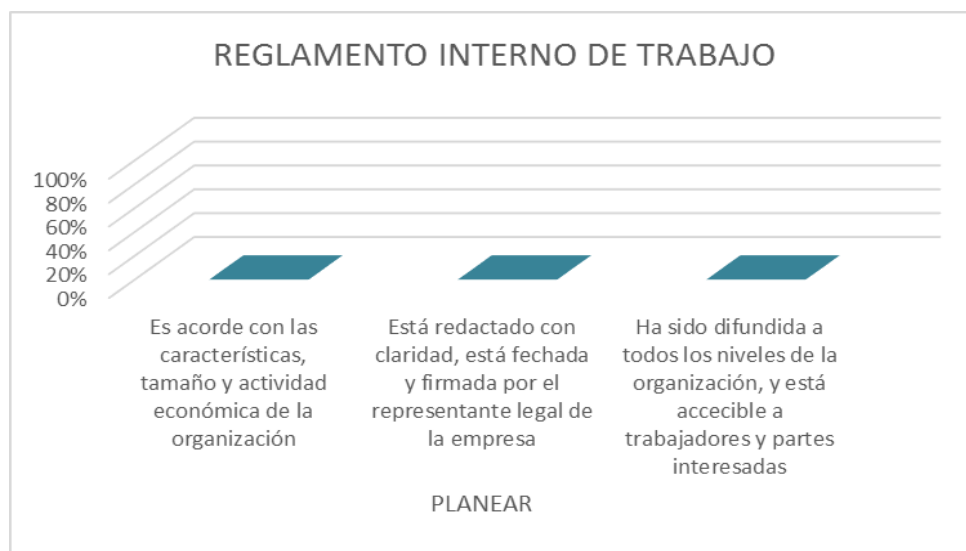 REGLAMENTO INTERNO DE TRABAJO
100%
80%
60%
40%
20%
0%
Es acorde con las
características,
tamaño y actividad
económica de la
organización
Está redactado con
claridad, está fechada
y firmada por el
representante legal de
la empresa
Ha sido difundida a
todos los niveles de la
organización, y está
accecible a
trabajadores y partes
interesadas
PLANEAR